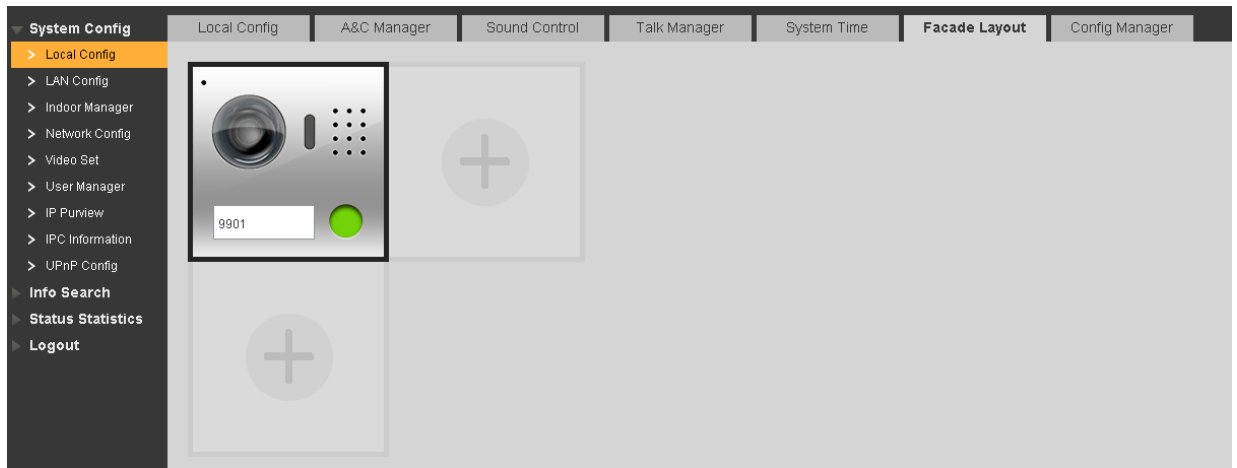 System Config
Local Config
LAN Config
Indoor Manager
Network Config
Video Set
User Manager
IP Purview
IPC Information
UPnP Config
Info Search
Status Statistics
Logout
Local Config
A&C Manager
Sound Control
Talk Manager
System Time
Facade Layout
Config Manager
9901